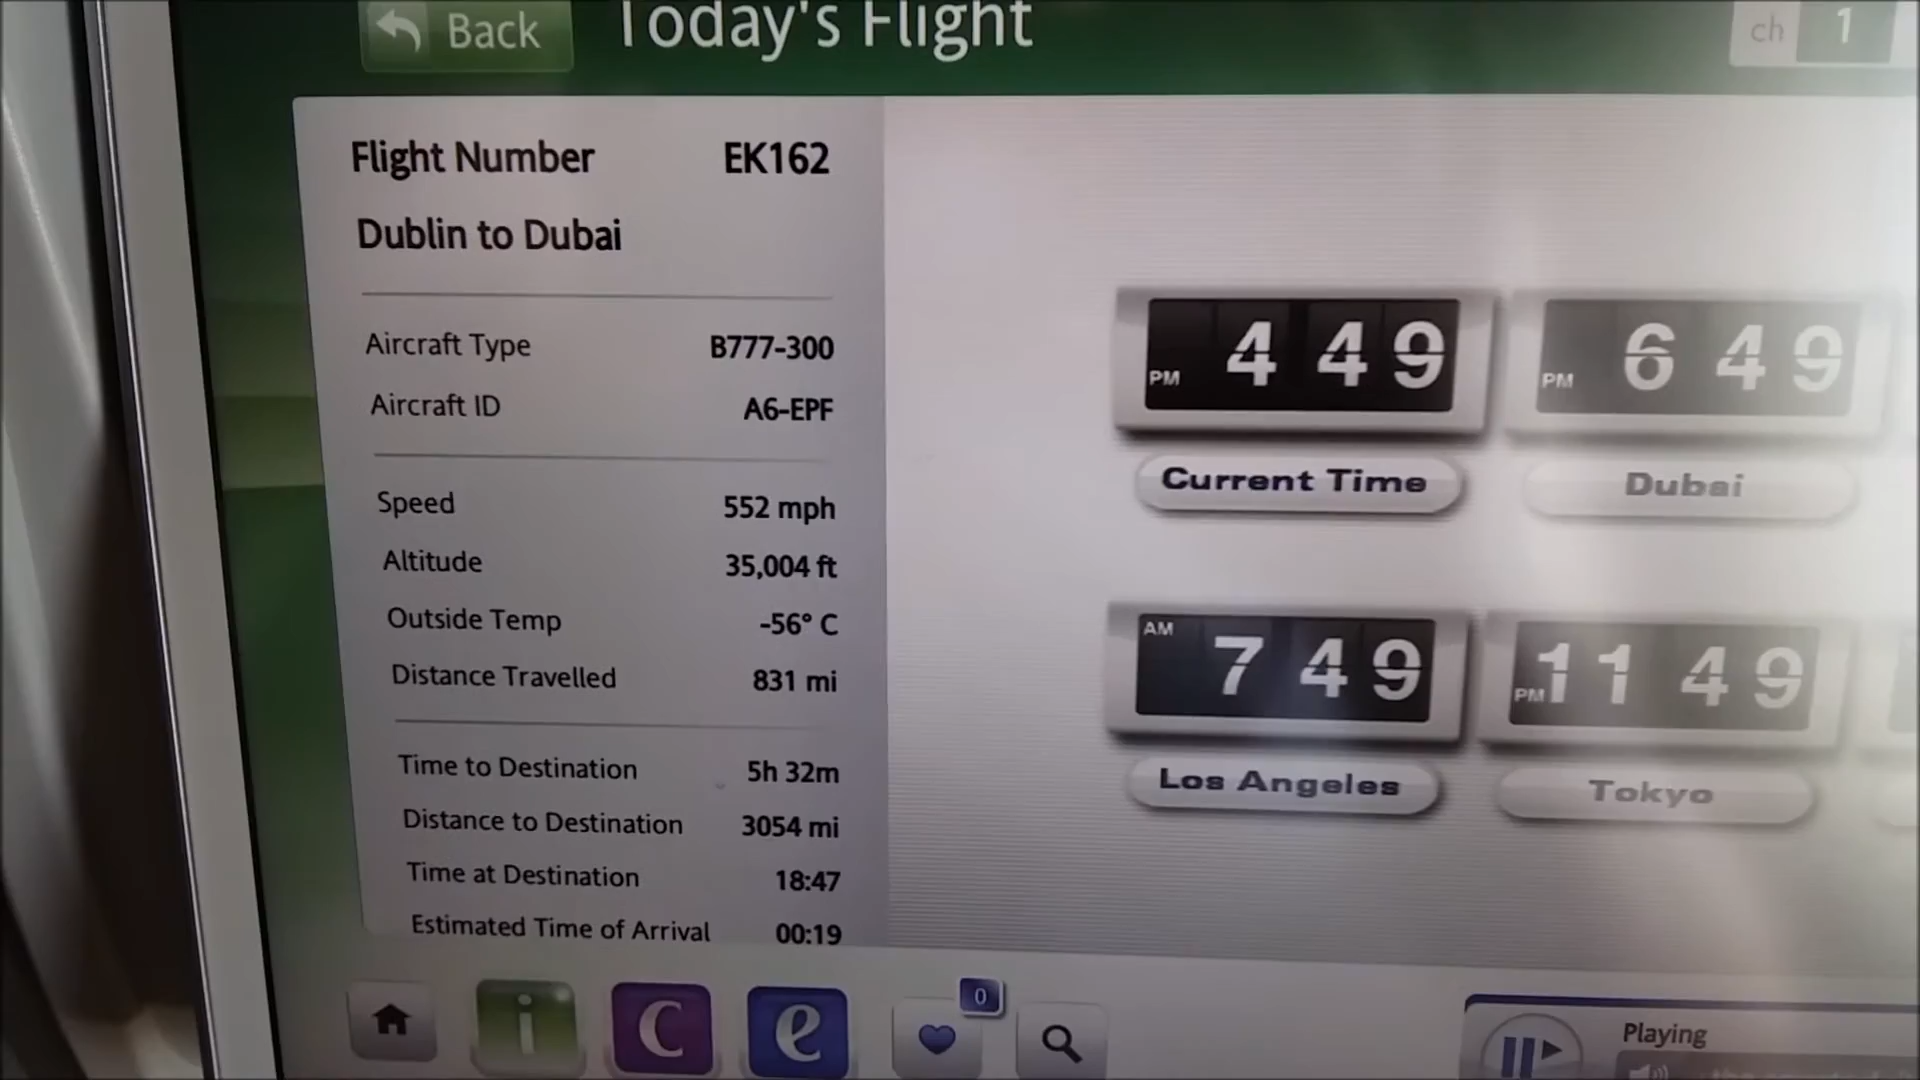 Back
Today's Flight
ch 1
Flight Number EK162
Dublin to Dubai
Aircraft Type B777-300
Aircraft ID A6-EPF
Speed 552 mph
Altitude 35,004 ft
Outside Temp -56° C
Distance Travelled 831 mi
Time to Destination 5h 32m
Distance to Destination 3054 mi
Time at Destination 18:47
Estimated Time of Arrival 00:19
PM 4 49
Current Time
PM 6 49
Dubai
AM 7 49
Los Angeles
PM 11 49
Tokyo
i
C
e
0
Playing